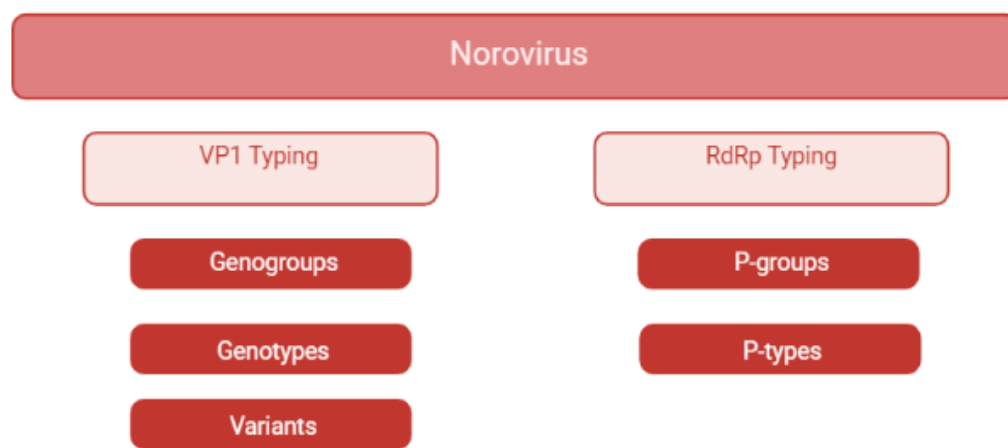 Norovirus
VP1 Typing
RdRp Typing
Genogroups
P-groups
Genotypes
P-types
Variants